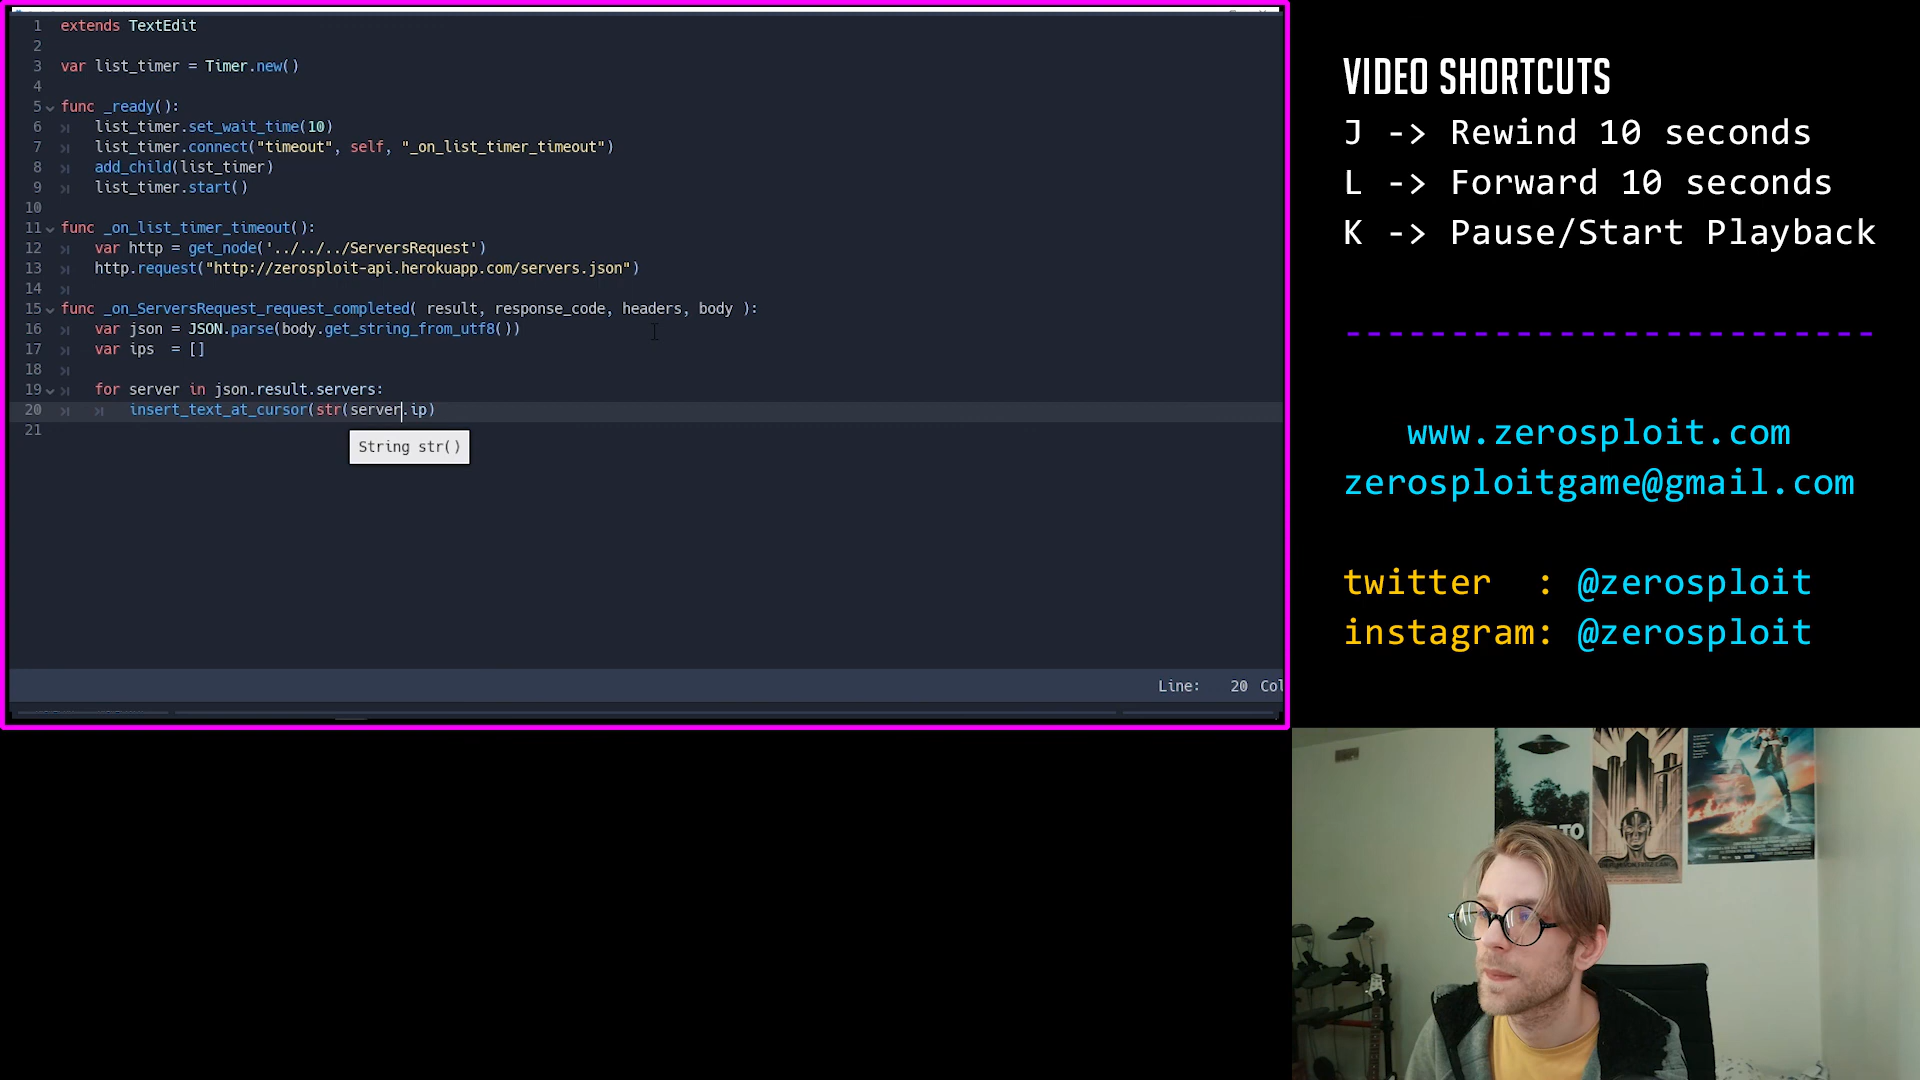 1 extends TextEdit
2
3 var list_timer = Timer.new()
4
5 func _ready():
6 list_timer.set_wait_time(10)
7 list_timer.connect("timeout", self, "_on_list_timer_timeout")
8 add_child(list_timer)
9 list_timer.start()
10
11 func _on_list_timer_timeout():
12 var http = get_node('../../../ServersRequest')
13 http.request("http://zerosploit-api.herokuapp.com/servers.json")
14
15 func _on_ServersRequest_request_completed( result, response_code, headers, body ):
16 var json = JSON.parse(body.get_string_from_utf8())
17 var ips  = []
18
19 for server in json.result.servers:
20 insert_text_at_cursor(str(server.ip)
21
String str()
Line: 20 Col
VIDEO SHORTCUTS
J -> Rewind 10 seconds
L -> Forward 10 seconds
K -> Pause/Start Playback
-------------------------
www.zerosploit.com
zerosploitgame@gmail.com
twitter  : @zerosploit
instagram: @zerosploit